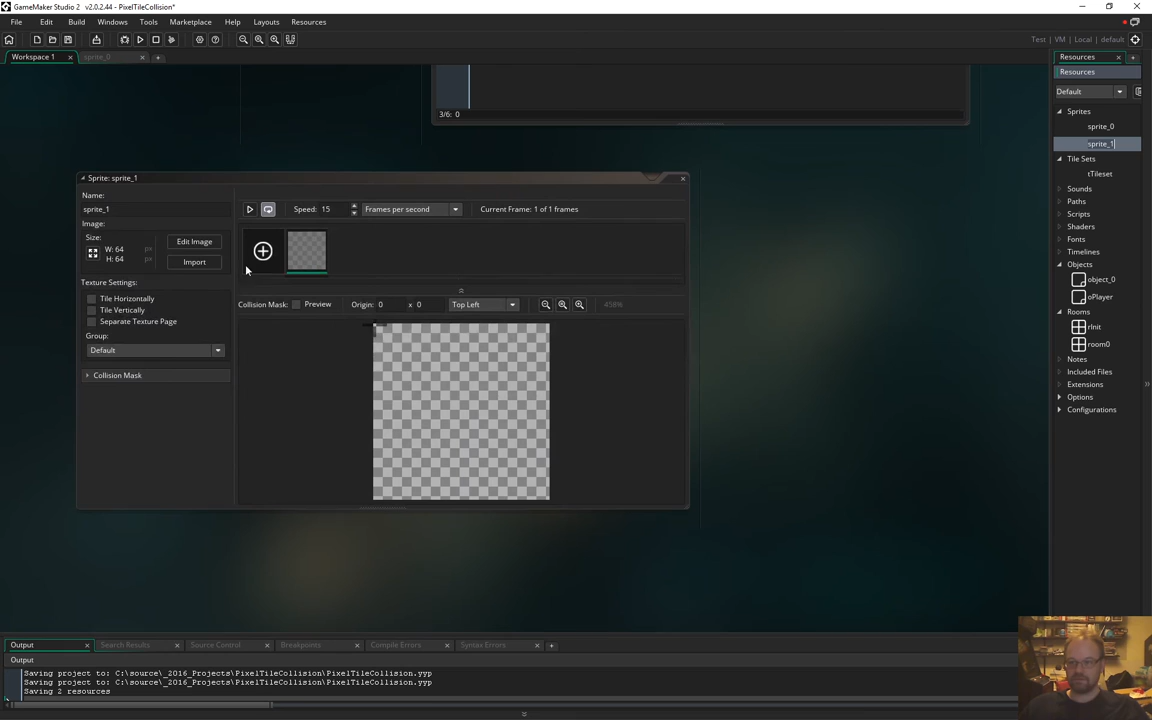 GameMaker Studio 2 v2.0.2.44 - PixelTileCollision*
File Edit Build Windows Tools Marketplace Help Layouts Resources
Test | VM | Local | default
Workspace 1
sprite_0
Resources
Resources
Default
Sprites
sprite_0
sprite_1
Tile Sets
tTileset
Sounds
Paths
Scripts
Shaders
Fonts
Timelines
Objects
object_0
oPlayer
Rooms
rInit
room0
Notes
Included Files
Extensions
Options
Configurations
3/6: 0
Sprite: sprite_1
Name:
sprite_1
Image:
Size:
W: 64 px
H: 64 px
Edit Image
Import
Texture Settings:
Tile Horizontally
Tile Vertically
Separate Texture Page
Group:
Default
Collision Mask
Speed: 15 Frames per second Current Frame: 1 of 1 frames
Collision Mask: Preview Origin: 0 x 0 Top Left 458%
Output Search Results Source Control Breakpoints Compile Errors Syntax Errors
Output
Saving project to: C:\source\_2016_Projects\PixelTileCollision\PixelTileCollision.yyp
Saving project to: C:\source\_2016_Projects\PixelTileCollision\PixelTileCollision.yyp
Saving 2 resources